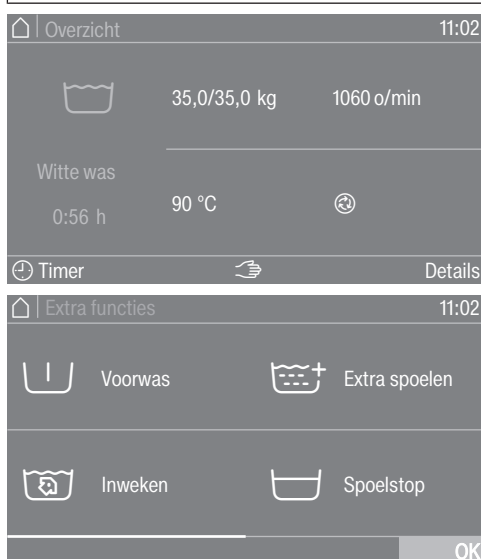 Overzicht 11:02
35,0/35,0 kg 1060 o/min
Witte was
0:56 h
90 °C
Timer Details
Extra functies 11:02
Voorwas Extra spoelen
Inweken Spoelstop
OK